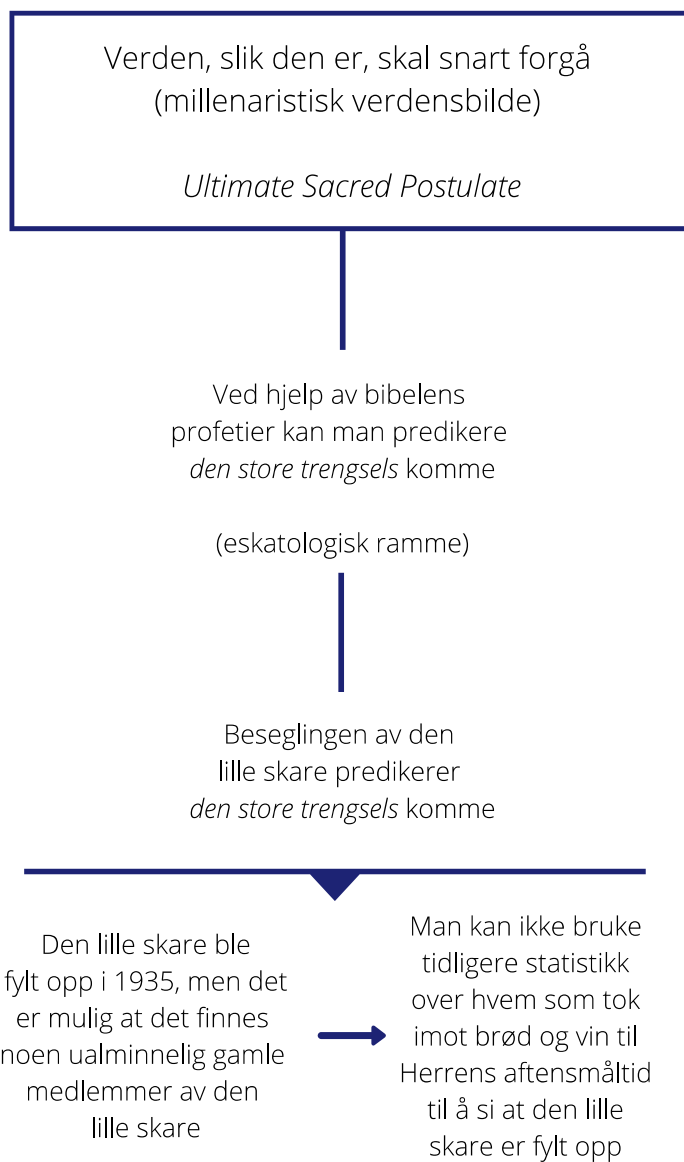 Verden, slik den er, skal snart forgå
(millenaristisk verdensbilde)
Ultimate Sacred Postulate
Ved hjelp av bibelens
profetier kan man predikere
den store trengsels komme
(eskatologisk ramme)
Beseglingen av den
lille skare predikerer
den store trengsels komme
Den lille skare ble
fylt opp i 1935, men det
er mulig at det finnes
noen ualminnelig gamle
medlemmer av den
lille skare
Man kan ikke bruke
tidligere statistikk
over hvem som tok
imot brød og vin til
Herrens aftensmåltid
til å si at den lille
skare er fylt opp